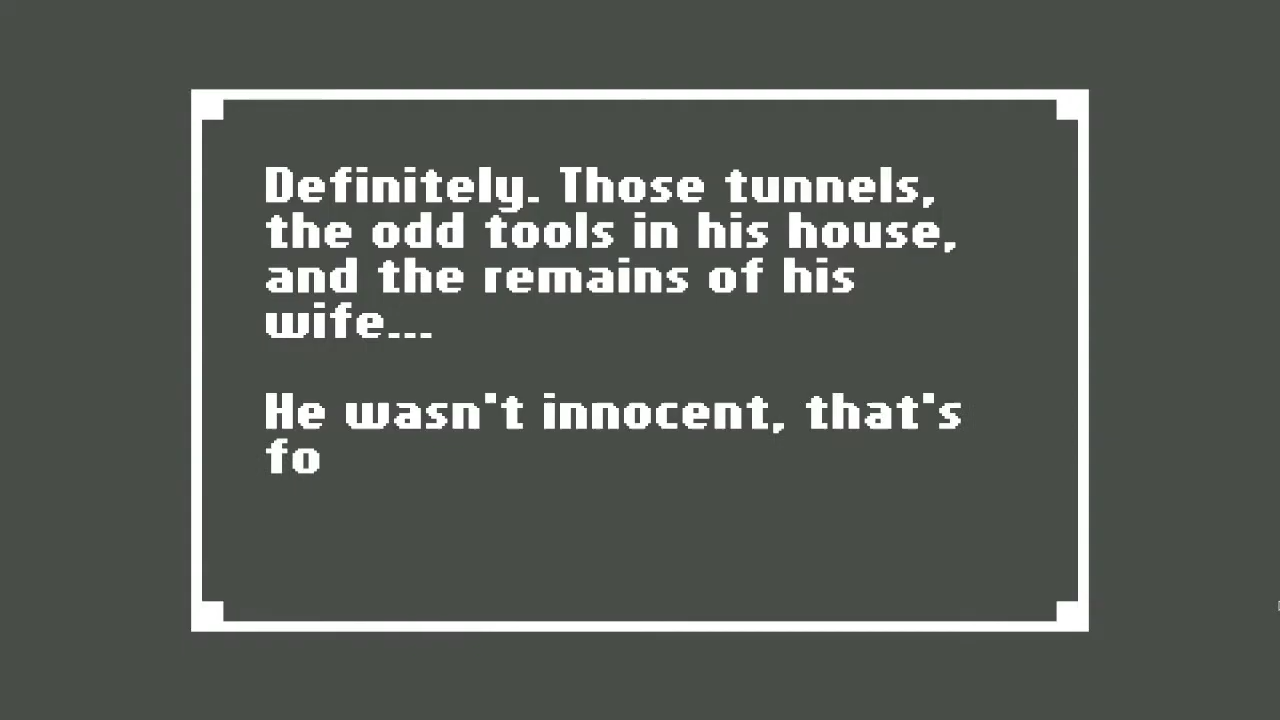 Definitely. Those tunnels,
the odd tools in his house,
and the remains of his
wife...
He wasn't innocent, that's
fo